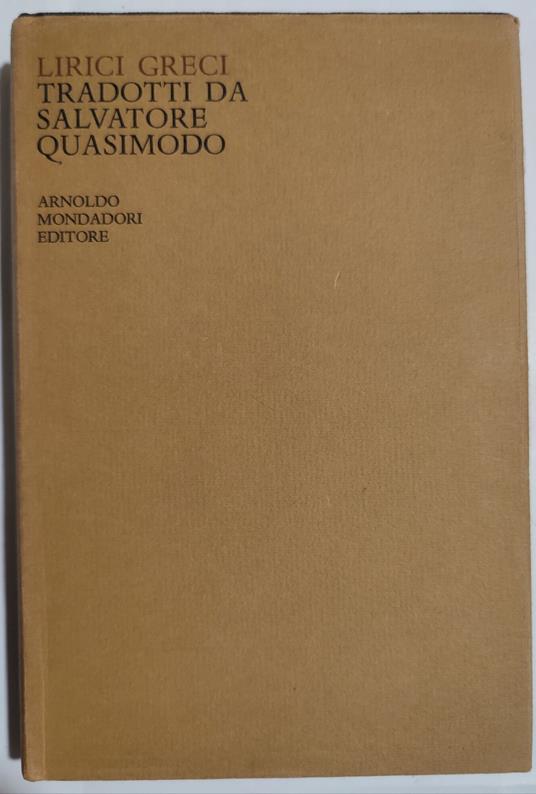 LIRICI GRECI
TRADOTTI DA
SALVATORE
QUASIMODO
ARNOLDO
MONDADORI
EDITORE